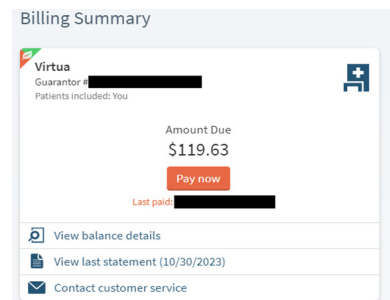 Billing Summary
Virtua
Guarantor #
Patients included: You
Amount Due
$119.63
Pay now
Last paid:
View balance details
View last statement (10/30/2023)
Contact customer service